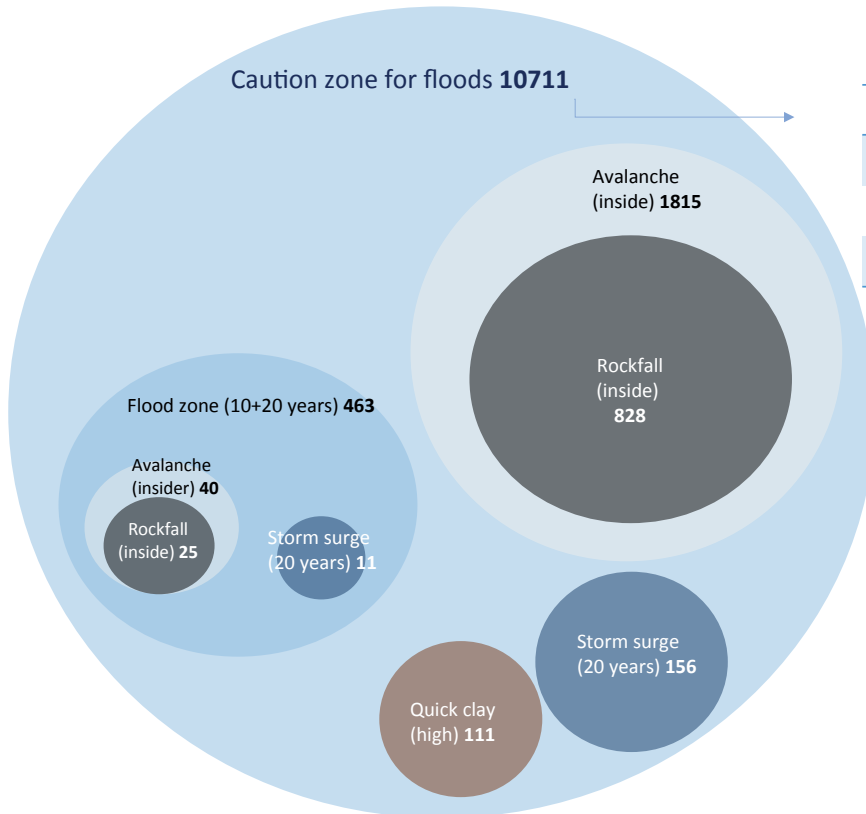 Caution zone for floods 10711
Avalanche
(inside) 1815
Rockfall
(inside)
828
Flood zone (10+20 years) 463
Avalanche
(insider) 40
Rockfall
(inside) 25
Storm surge
(20 years) 11
Storm surge
(20 years) 156
Quick clay
(high) 111